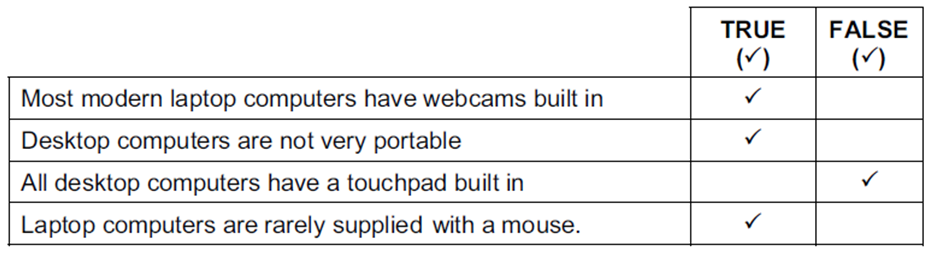 TRUE FALSE
(✓) (✓)
Most modern laptop computers have webcams built in ✓
Desktop computers are not very portable ✓
All desktop computers have a touchpad built in ✓
Laptop computers are rarely supplied with a mouse. ✓